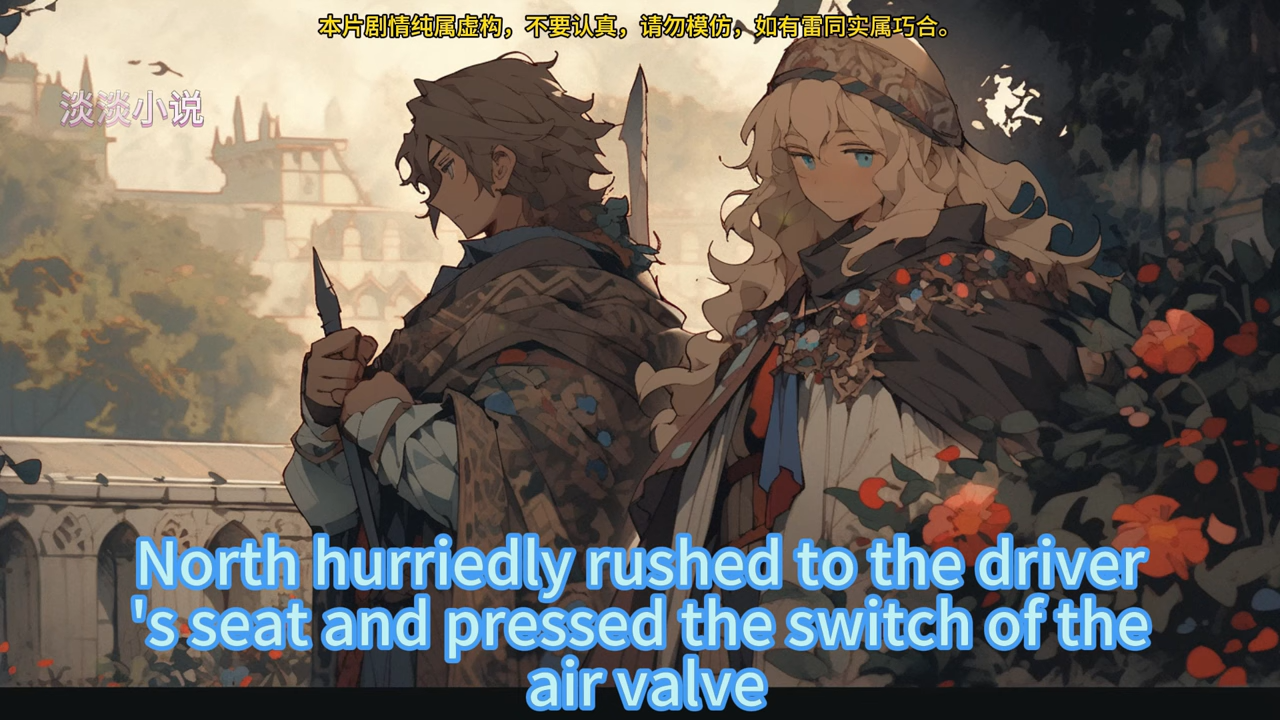 本片剧情纯属虚构，不要认真，请勿模仿，如有雷同实属巧合。
淡淡小说
North hurriedly rushed to the driver
's seat and pressed the switch of the
air valve